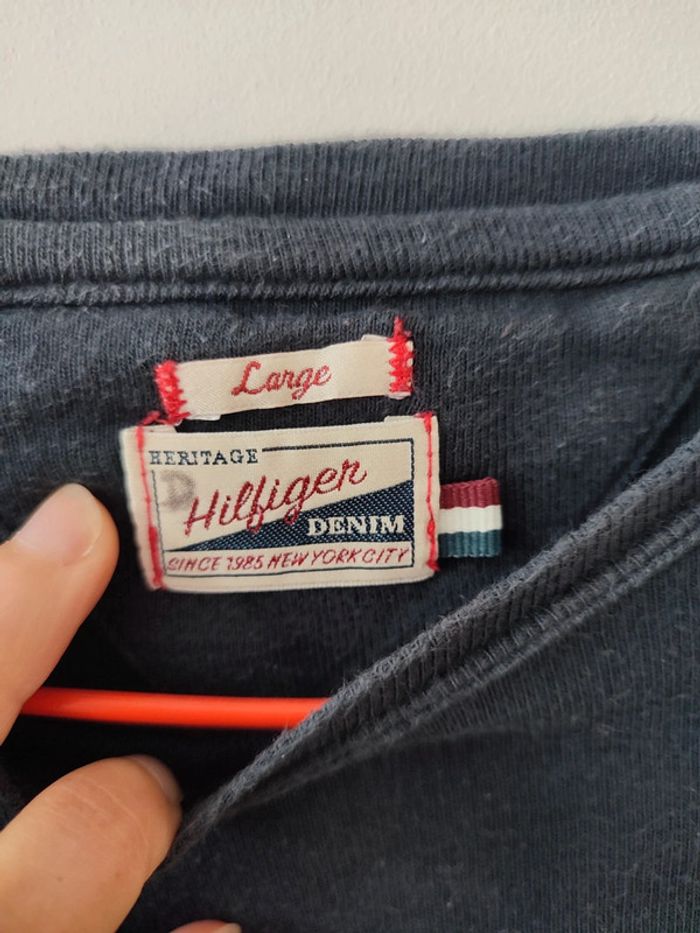 Large
HERITAGE
D
Hilfiger
DENIM
SINCE 1985 NEW YORK CITY